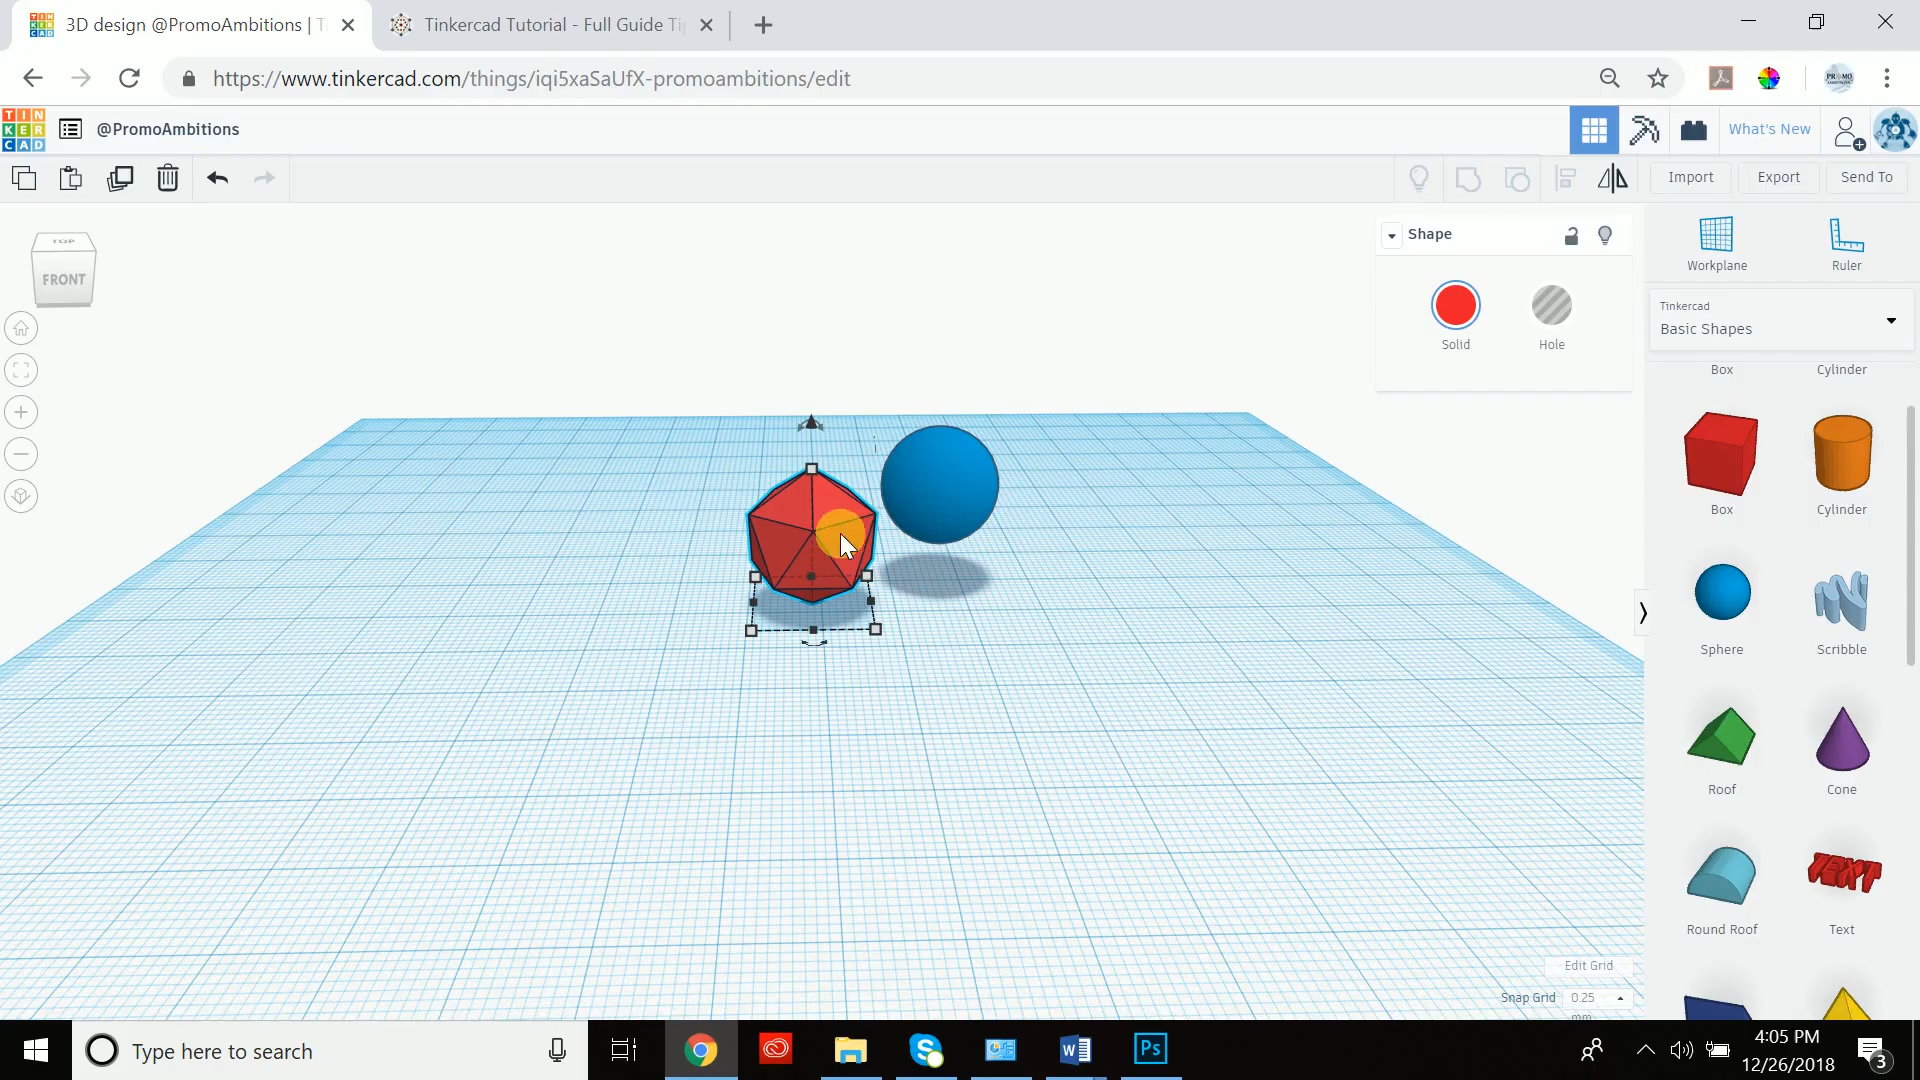 3D design @PromoAmbitions | T
Tinkercad Tutorial - Full Guide Ti
https://www.tinkercad.com/things/iqi5xaSaUfX-promoambitions/edit
PROMO
TIN
KER
CAD
@PromoAmbitions
What's New
Import
Export
Send To
TOP
FRONT
Shape
Solid
Hole
Workplane
Ruler
Tinkercad
Basic Shapes
Box
Cylinder
Box
Cylinder
Sphere
Scribble
Roof
Cone
TEXT
Round Roof
Text
Edit Grid
Snap Grid 0.25
mm
Type here to search
Ps
4:05 PM
12/26/2018
3